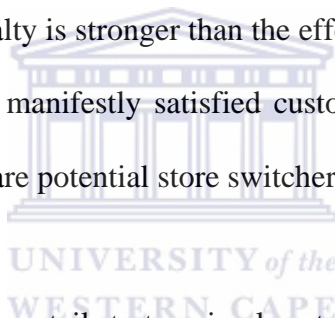 alty is stronger than the eff
manifestly satisfied custo
are potential store switcher
UNIVERSITY of the
WESTERN CAPE